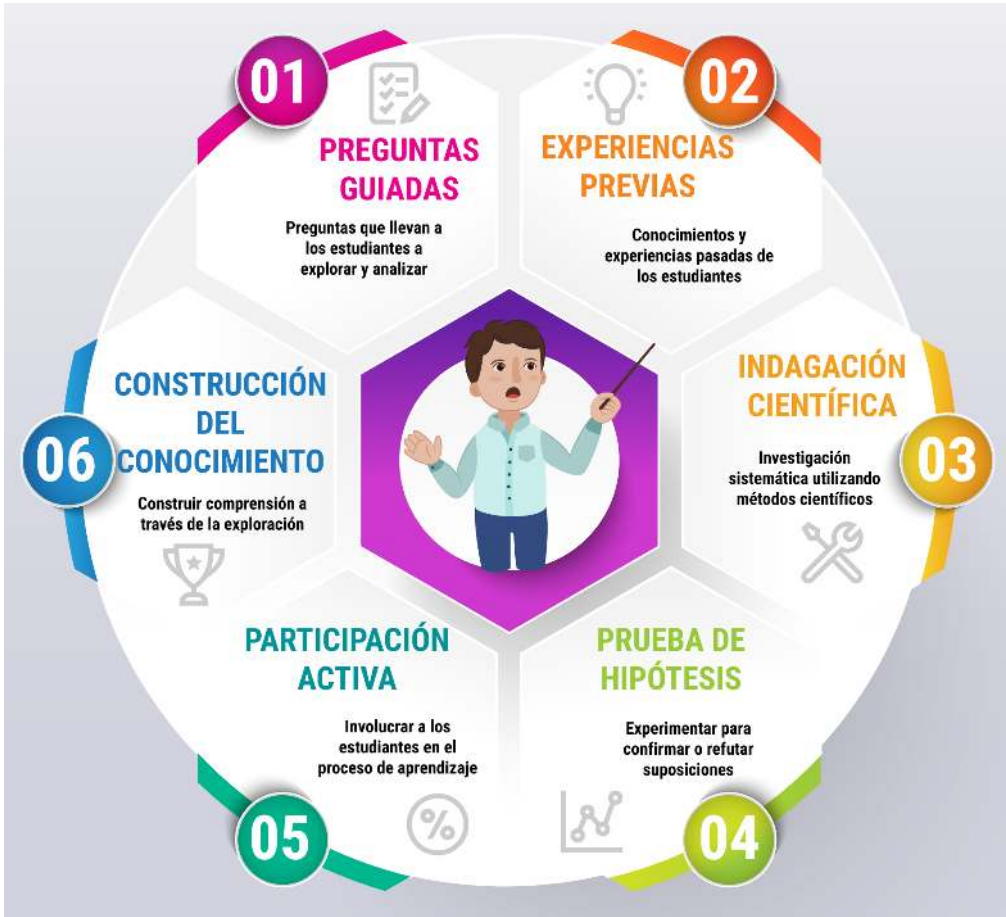 01
PREGUNTAS
GUIADAS
Preguntas que llevan a
los estudiantes a
explorar y analizar
02
EXPERIENCIAS
PREVIAS
Conocimientos y
experiencias pasadas de
los estudiantes
INDAGACIÓN
CIENTÍFICA
03
Investigación
sistemática utilizando
métodos científicos
PRUEBA DE
HIPÓTESIS
Experimentar para
confirmar o refutar
suposiciones
04
PARTICIPACIÓN
ACTIVA
Involucrar a los
estudiantes en el
proceso de aprendizaje
%
05
CONSTRUCCIÓN
DEL
CONOCIMIENTO
06
Construir comprensión a
través de la exploración